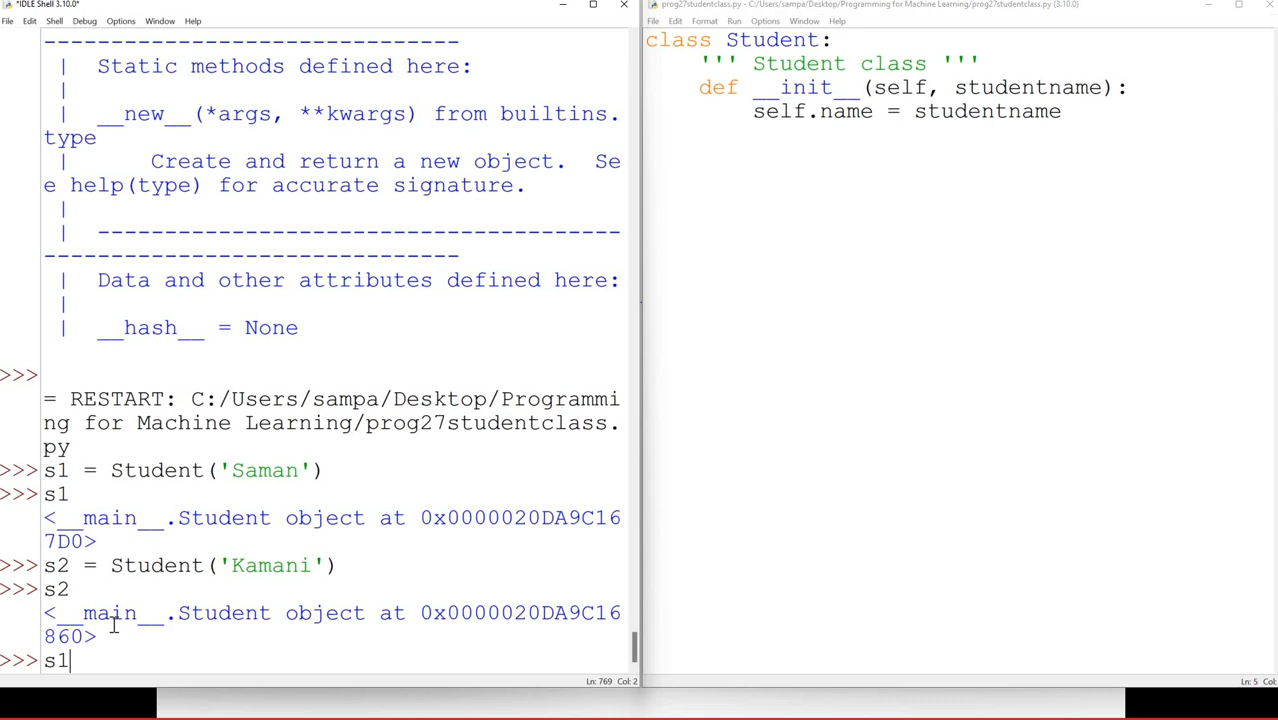 *IDLE Shell 3.10.0*
File Edit Shell Debug Options Window Help
-------------------------------
 |  Static methods defined here:
 |
 |  __new__(*args, **kwargs) from builtins.
type
 |      Create and return a new object.  Se
e help(type) for accurate signature.
 |
 |  ---------------------------------------
-------------------------------
 |  Data and other attributes defined here:
 |
 |  __hash__ = None
>>>
= RESTART: C:/Users/sampa/Desktop/Programmi
ng for Machine Learning/prog27studentclass.
py
>>> s1 = Student('Saman')
>>> s1
<__main__.Student object at 0x0000020DA9C16
7D0>
>>> s2 = Student('Kamani')
>>> s2
<__main__.Student object at 0x0000020DA9C16
860>
>>> s1
Ln: 769 Col: 2
prog27studentclass.py - C:/Users/sampa/Desktop/Programming for Machine Learning/prog27studentclass.py (3.10.0)
File Edit Format Run Options Window Help
class Student:
    ''' Student class '''
    def __init__(self, studentname):
        self.name = studentname
Ln: 5 Col: